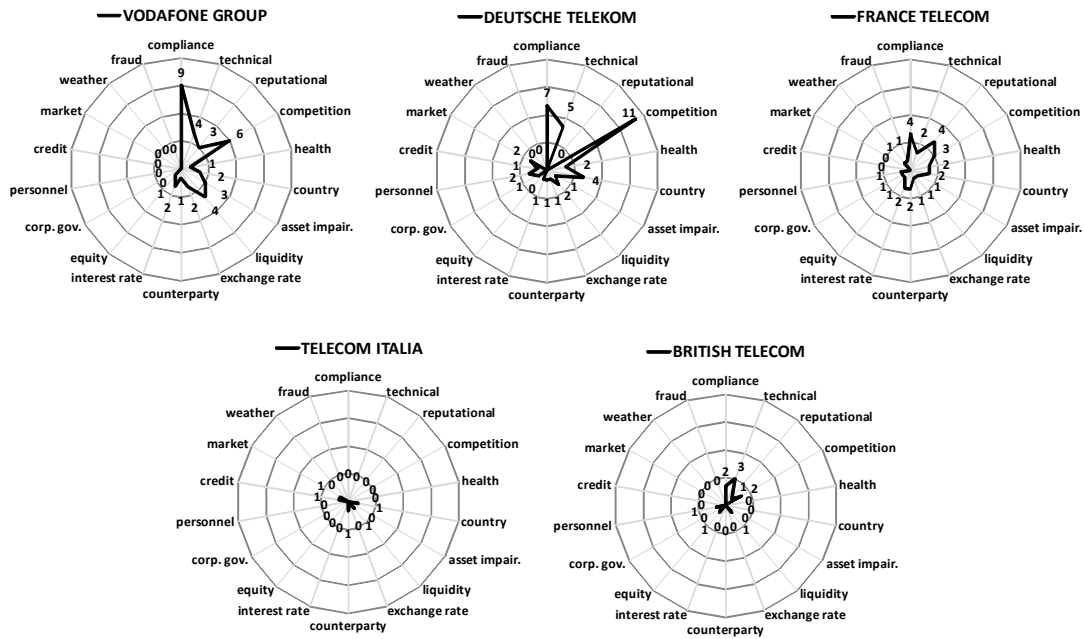 VODAFONE GROUP
compliance
technical
reputational
competition
health
country
asset impair.
liquidity
exchange rate
counterparty
interest rate
equity
corp. gov.
personnel
credit
market
weather
fraud
9
4
3
6
1
2
3
4
2
1
2
1
0
0
0
0
0
0
DEUTSCHE TELEKOM
compliance
technical
reputational
competition
health
country
asset impair.
liquidity
exchange rate
counterparty
interest rate
equity
corp. gov.
personnel
credit
market
weather
fraud
7
5
0
11
2
4
1
2
1
1
1
0
1
2
1
2
0
0
FRANCE TELECOM
compliance
technical
reputational
competition
health
country
asset impair.
liquidity
exchange rate
counterparty
interest rate
equity
corp. gov.
personnel
credit
market
weather
fraud
4
2
4
3
2
2
1
1
1
2
2
1
1
1
0
0
1
1
TELECOM ITALIA
compliance
technical
reputational
competition
health
country
asset impair.
liquidity
exchange rate
counterparty
interest rate
equity
corp. gov.
personnel
credit
market
weather
fraud
0
0
0
0
0
1
0
1
0
1
0
0
0
0
1
1
0
0
BRITISH TELECOM
compliance
technical
reputational
competition
health
country
asset impair.
liquidity
exchange rate
counterparty
interest rate
equity
corp. gov.
personnel
credit
market
weather
fraud
2
3
1
2
0
0
0
1
0
0
0
1
0
1
0
0
0
0